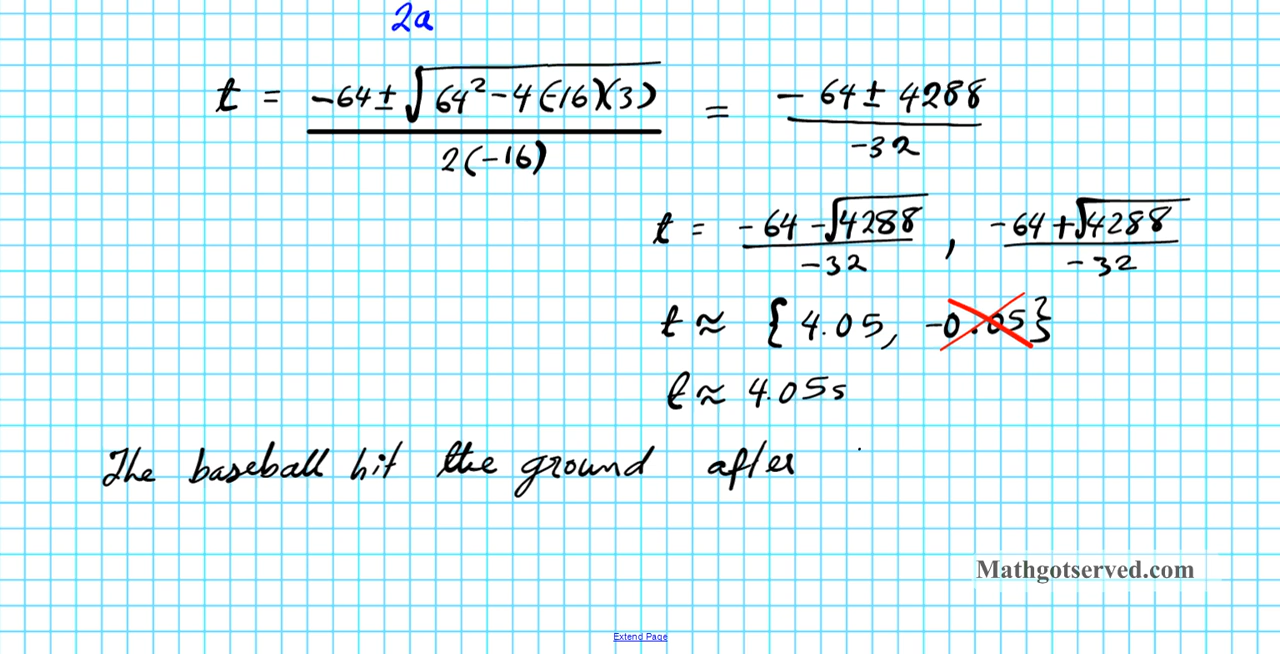 2a
t = -64 ± √64² - 4(-16)(3) / 2(-16) = -64 ± 4288 / -32
t = -64 - √4288 / -32 , -64 + √4288 / -32
t ≈ { 4.05, -0.05}
t ≈ 4.05s
The baseball hit the ground after
Mathgotserved.com
Extend Page